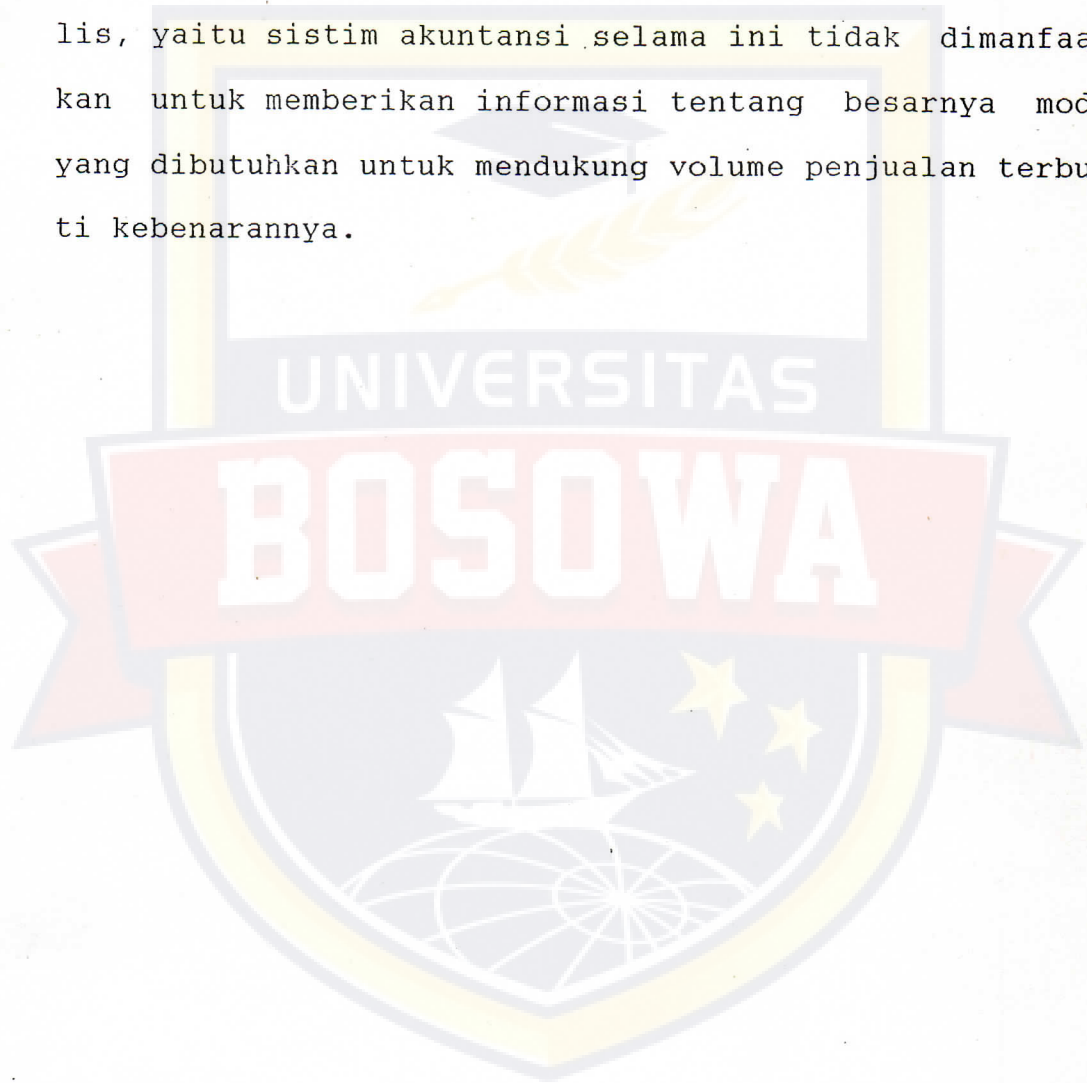 lis, yaitu sistim akuntansi selama ini tidak dimanfaa
kan untuk memberikan informasi tentang besarnya mod
yang dibutuhkan untuk mendukung volume penjualan terbu
ti kebenarannya.
UNIVERSITAS
BOSOWA